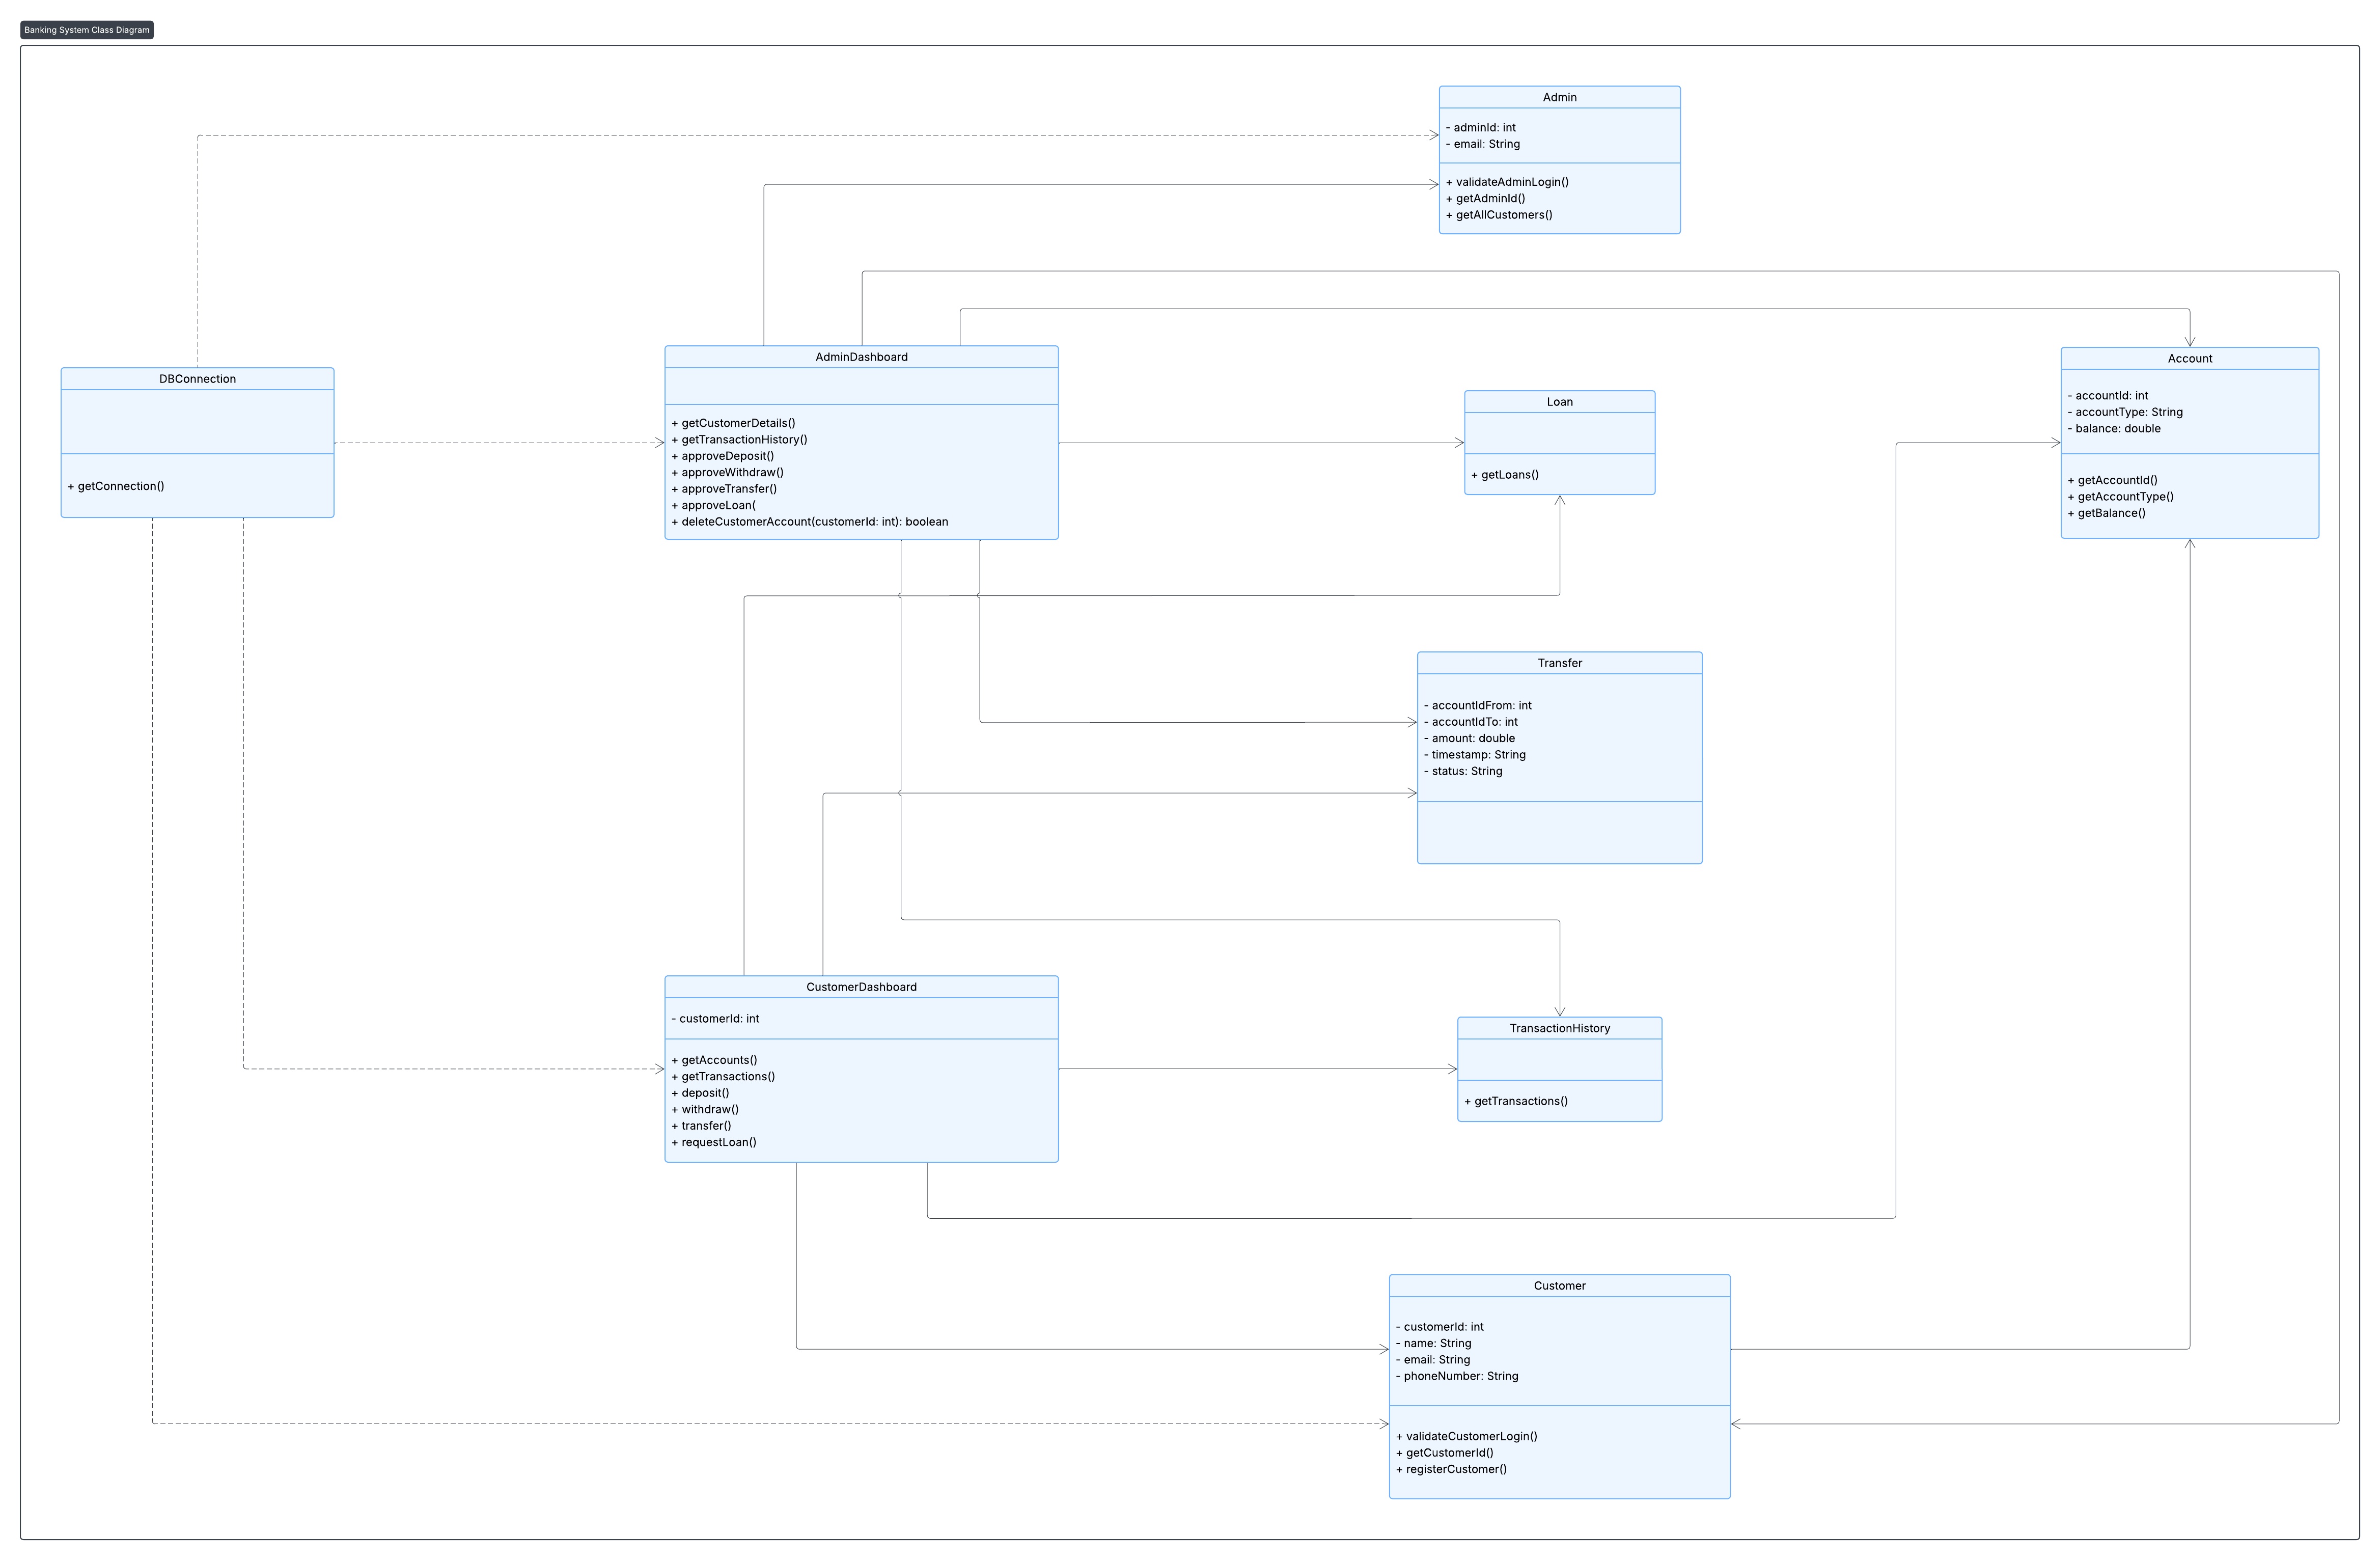 Banking System Class Diagram
Admin
- adminId: int
- email: String
+ validateAdminLogin()
+ getAdminId()
+ getAllCustomers()
DBConnection
+ getConnection()
AdminDashboard
+ getCustomerDetails()
+ getTransactionHistory()
+ approveDeposit()
+ approveWithdraw()
+ approveTransfer()
+ approveLoan(
+ deleteCustomerAccount(customerId: int): boolean
Loan
+ getLoans()
Account
- accountId: int
- accountType: String
- balance: double
+ getAccountId()
+ getAccountType()
+ getBalance()
Transfer
- accountIdFrom: int
- accountIdTo: int
- amount: double
- timestamp: String
- status: String
CustomerDashboard
- customerId: int
+ getAccounts()
+ getTransactions()
+ deposit()
+ withdraw()
+ transfer()
+ requestLoan()
TransactionHistory
+ getTransactions()
Customer
- customerId: int
- name: String
- email: String
- phoneNumber: String
+ validateCustomerLogin()
+ getCustomerId()
+ registerCustomer()